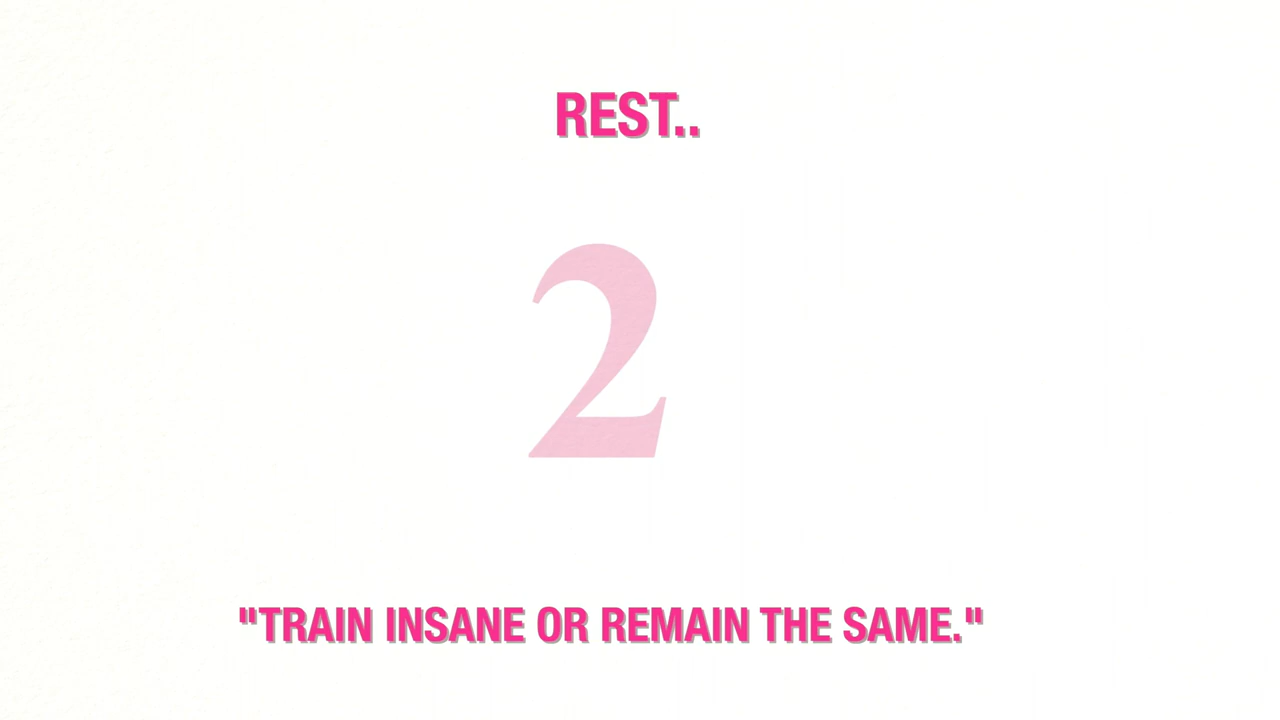 REST..
2
"TRAIN INSANE OR REMAIN THE SAME."